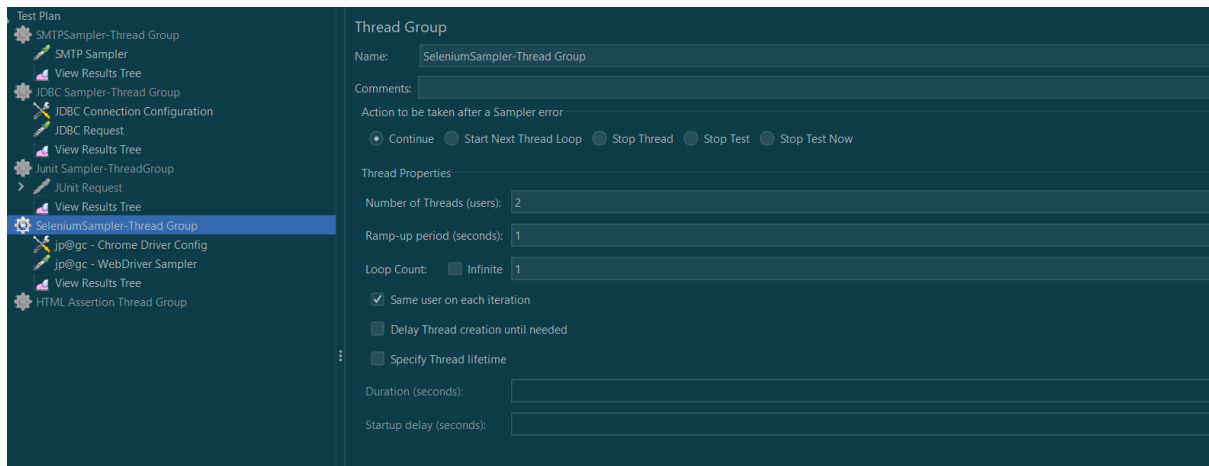 Test Plan
SMTPSampler-Thread Group
SMTP Sampler
View Results Tree
JDBC Sampler-Thread Group
JDBC Connection Configuration
JDBC Request
View Results Tree
Junit Sampler-ThreadGroup
JUnit Request
View Results Tree
SeleniumSampler-Thread Group
jp@gc - Chrome Driver Config
jp@gc - WebDriver Sampler
View Results Tree
HTML Assertion Thread Group
Thread Group
Name: SeleniumSampler-Thread Group
Comments:
Action to be taken after a Sampler error
Continue Start Next Thread Loop Stop Thread Stop Test Stop Test Now
Thread Properties
Number of Threads (users): 2
Ramp-up period (seconds): 1
Loop Count: Infinite 1
Same user on each iteration
Delay Thread creation until needed
Specify Thread lifetime
Duration (seconds):
Startup delay (seconds):